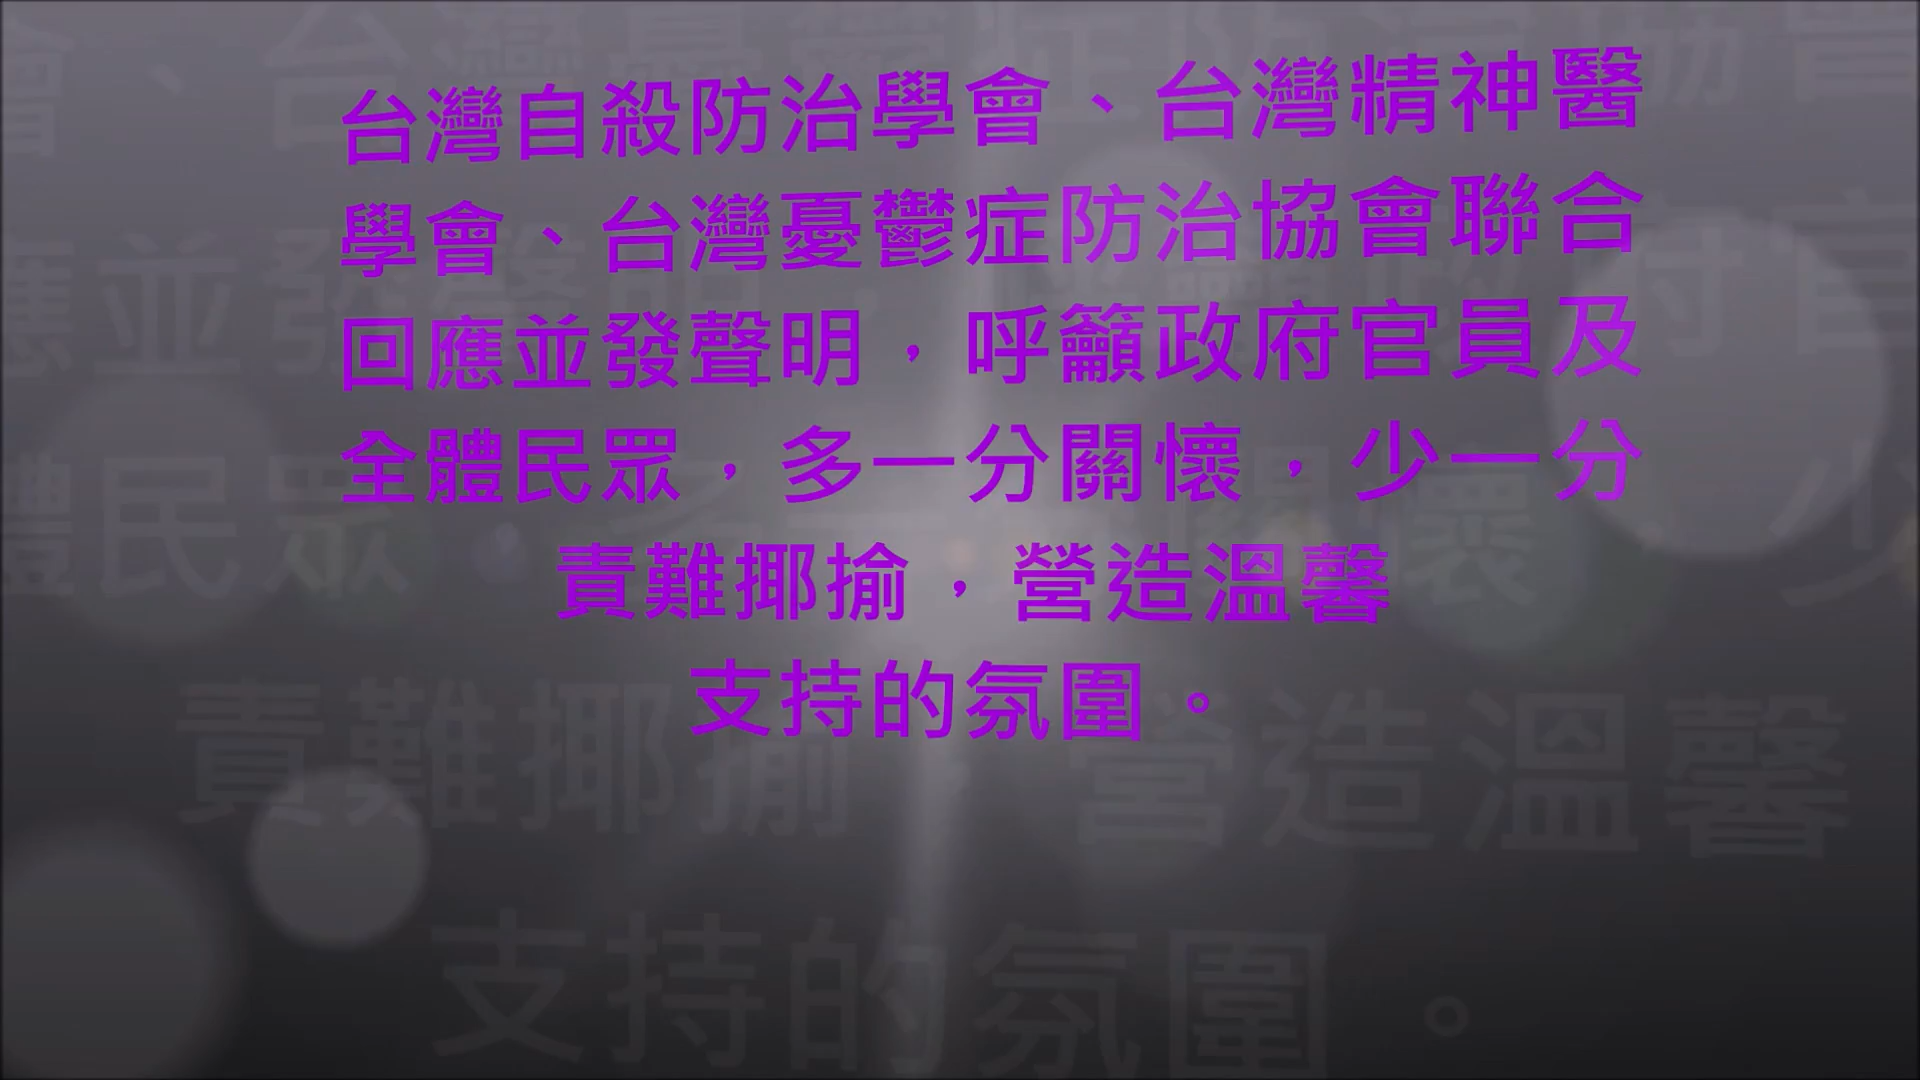 台灣自殺防治學會、台灣精神醫
學會、台灣憂鬱症防治協會聯合
回應並發聲明，呼籲政府官員及
全體民眾，多一分關懷，少一分
責難揶揄，營造溫馨
支持的氛圍。